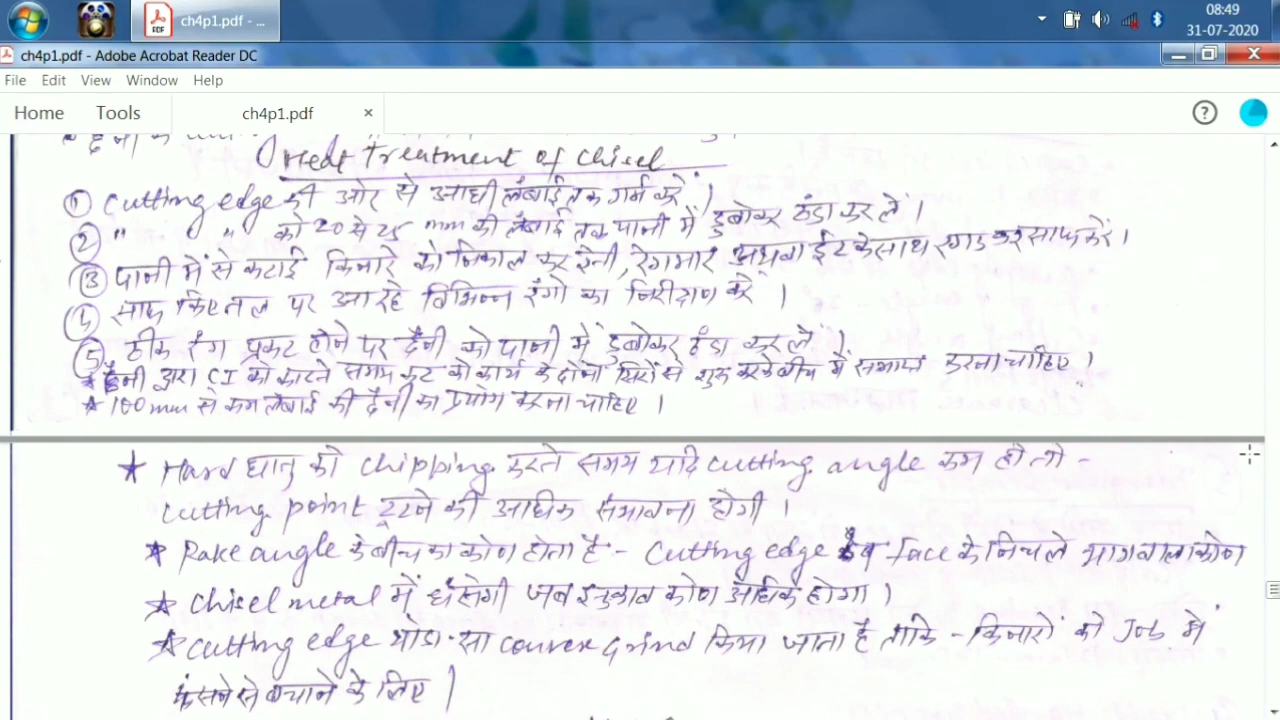 ch4p1.pdf - ...
08:49
31-07-2020
ch4p1.pdf - Adobe Acrobat Reader DC
File Edit View Window Help
Home Tools ch4p1.pdf ×
Heat Treatment of Chisel
① Cutting edge की ओर से आधी लंबाई तक गर्म करें।
② " " " को 20 से 25 mm की लंबाई तक पानी में डुबोकर ठंडा कर लें।
③ पानी में से कटाई किनारे को निकाल कर रेती, रेगमार अथवा ईंट के साथ रगड़ कर साफ करें।
④ साफ किए तल पर आ रहे विभिन्न रंगो का निरीक्षण करें।
⑤ ठीक रंग प्रकट होने पर छैनी को पानी में डुबोकर ठंडा कर लें।
* छैनी द्वारा CI को काटते समय कट को कार्य के दोनो सिरों से शुरू करके बीच में समाप्त करना चाहिए।
* 100 mm से कम लंबाई की छैनी का प्रयोग करना चाहिए।
* Hard धातु को chipping करते समय यदि cutting angle कम हो तो -
cutting point टूटने की अधिक संभावना होगी।
* Rake angle के बीच का कोण होता है:- Cutting edge व face के निचले भाग वाला कोण
* Chisel metal में धंसेगी जब झुकाव कोण अधिक होगा।
* Cutting edge थोडा-सा convex grind किया जाता है ताकि - किनारों को Job में
फंसने से बचाने के लिए।